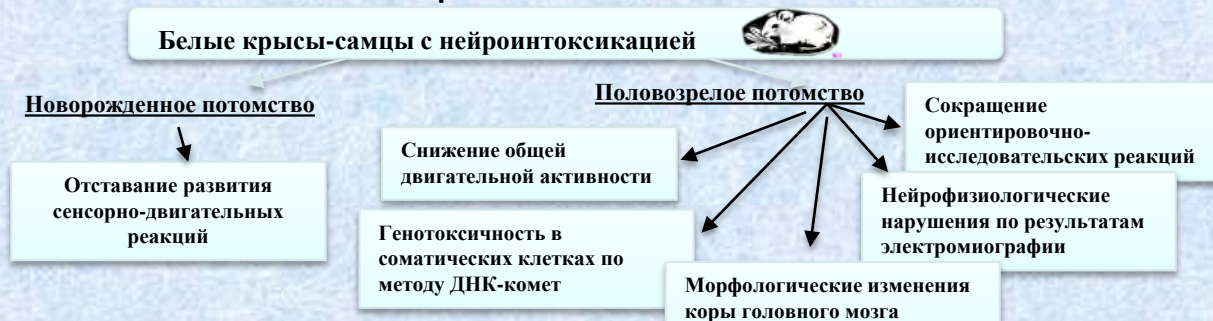 Белые крысы-самцы с нейроинтоксикацией
Новорожденное потомство
Отставание развития
сенсорно-двигательных
реакций
Половозрелое потомство
Снижение общей
двигательной активности
Генотоксичность в
соматических клетках по
методу ДНК-комет
Морфологические изменения
коры головного мозга
Нейрофизиологические
нарушения по результатам
электромиографии
Сокращение
ориентировочно-
исследовательских реакций